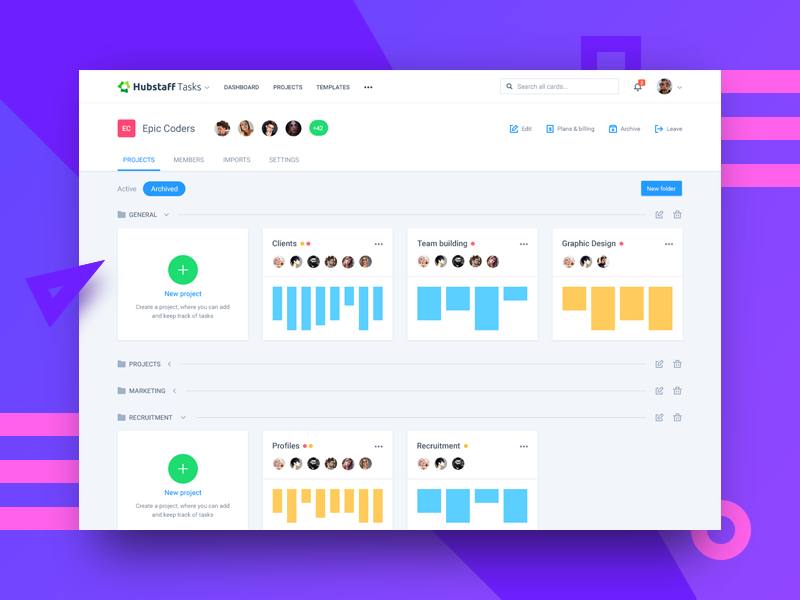 Hubstaff Tasks
DASHBOARD
PROJECTS
TEMPLATES
Search all cards...
2
EC
Epic Coders
+42
Edit
Plans & billing
Archive
Leave
PROJECTS
MEMBERS
IMPORTS
SETTINGS
Active
Archived
New folder
GENERAL
New project
Create a project, where you can add
and keep track of tasks
Clients
Team building
Graphic Design
PROJECTS
MARKETING
RECRUITMENT
New project
Create a project, where you can add
and keep track of tasks
Profiles
Recruitment